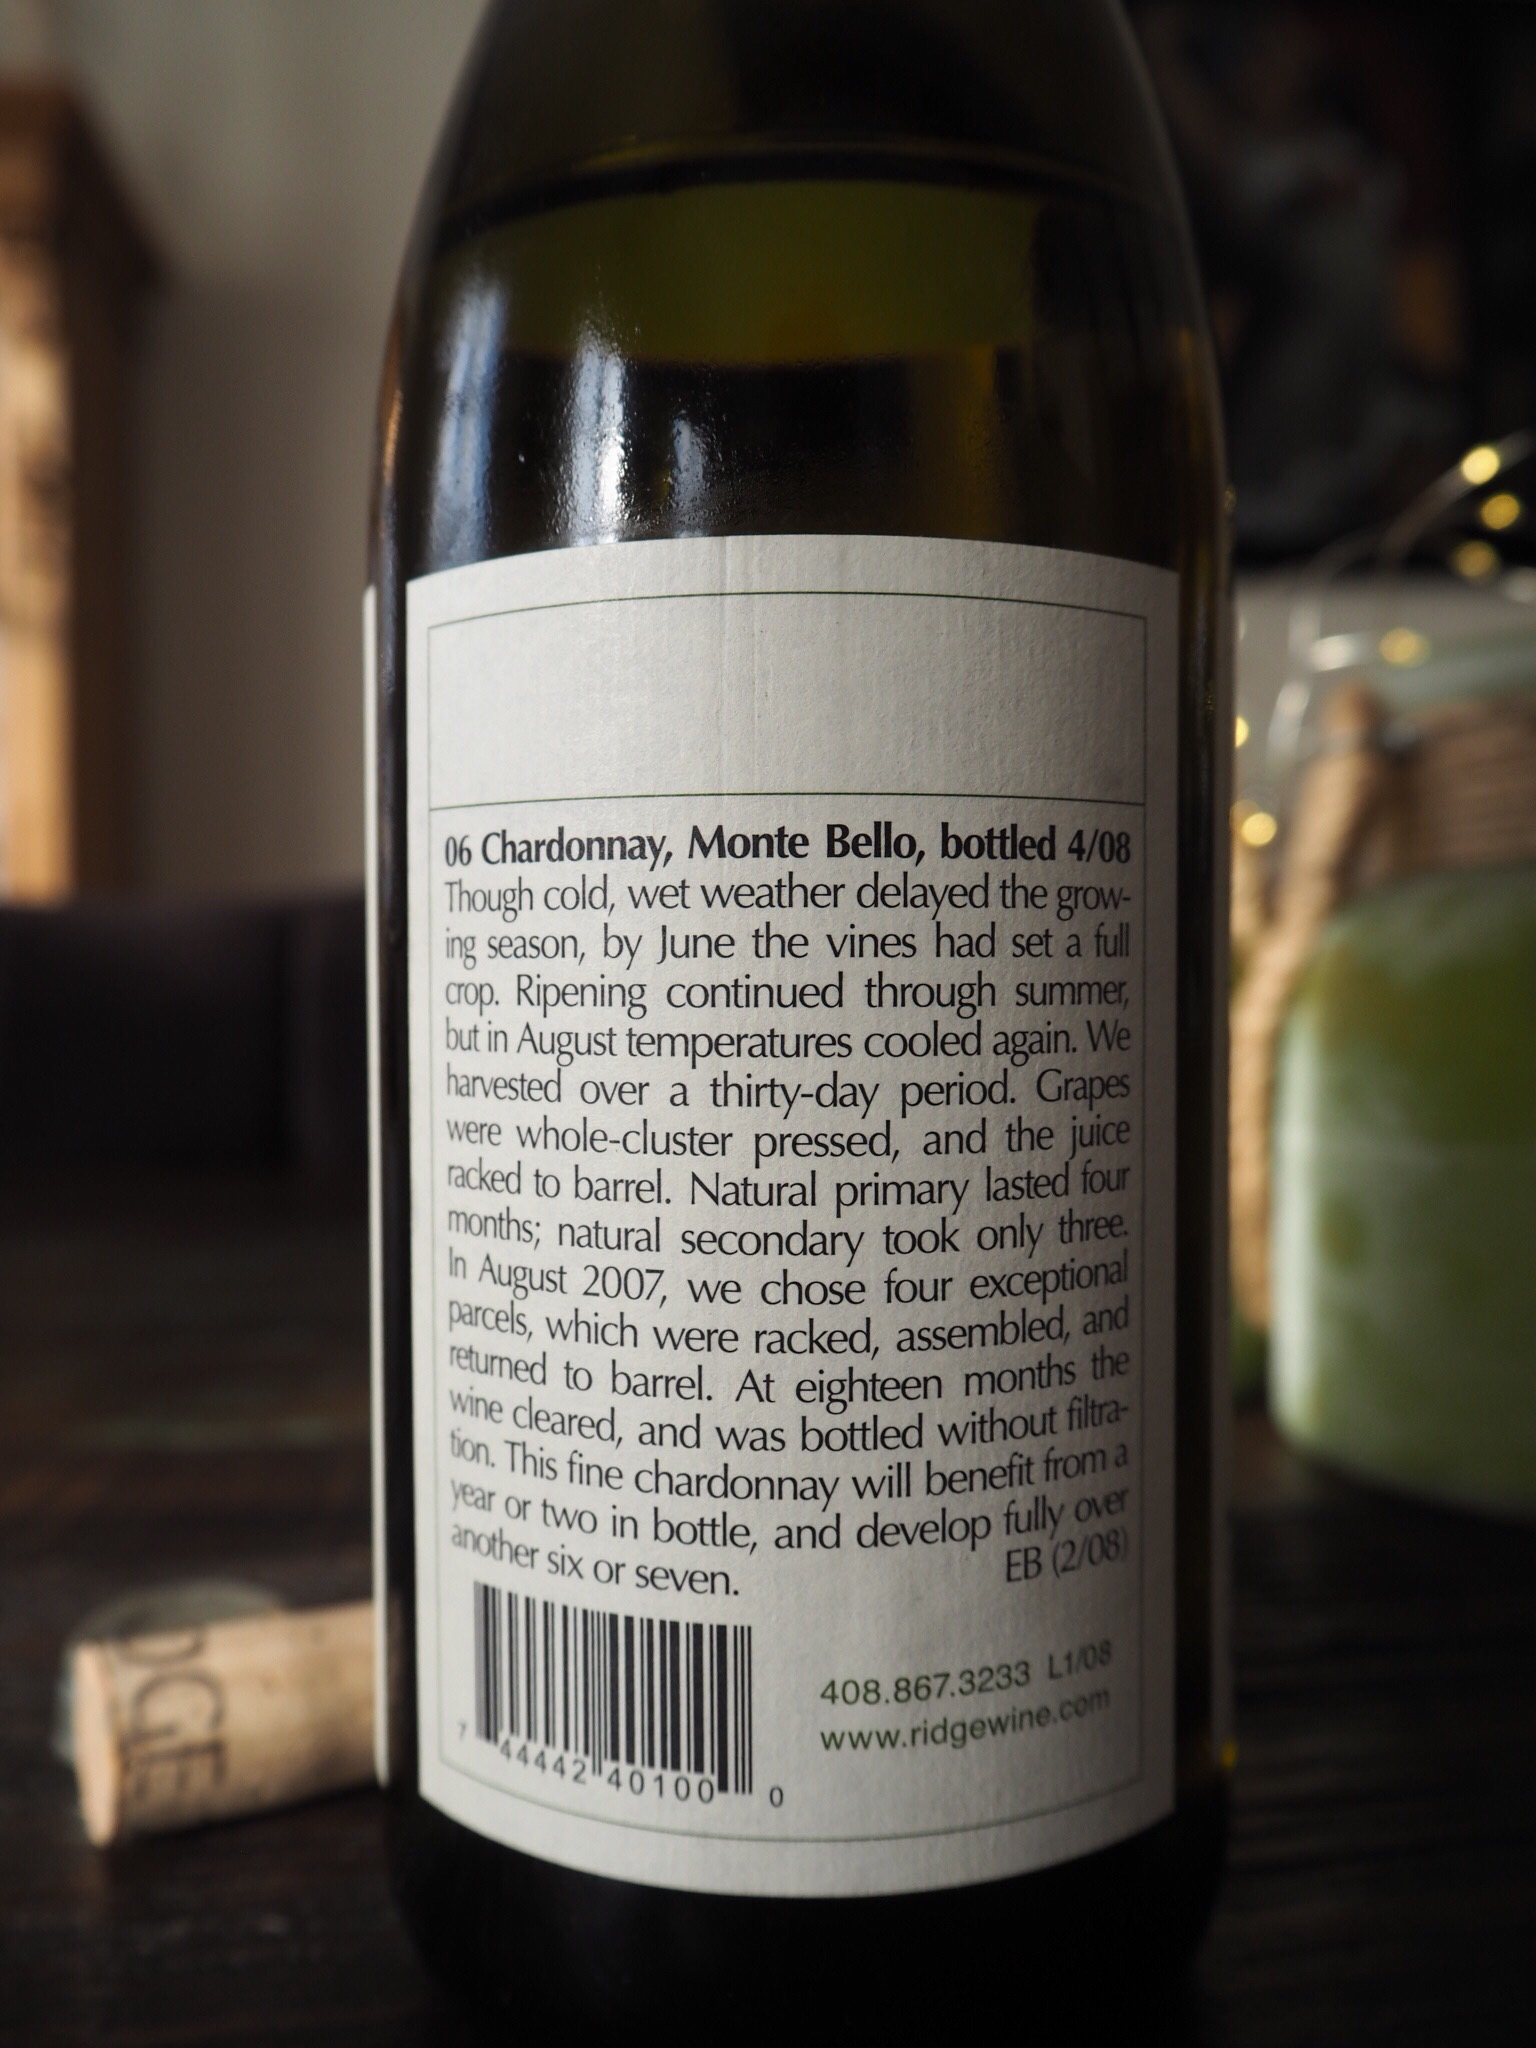 06 Chardonnay, Monte Bello, bottled 4/08
Though cold, wet weather delayed the grow-
ing season, by June the vines had set a full
crop. Ripening continued through summer,
but in August temperatures cooled again. We
harvested over a thirty-day period. Grapes
were whole-cluster pressed, and the juice
racked to barrel. Natural primary lasted four
months; natural secondary took only three.
In August 2007, we chose four exceptional
parcels, which were racked, assembled, and
returned to barrel. At eighteen months the
wine cleared, and was bottled without filtra-
tion. This fine chardonnay will benefit from a
year or two in bottle, and develop fully over
another six or seven. EB (2/08)
408.867.3233 L1/08
www.ridgewine.com
7 44442 40100 0
DGE